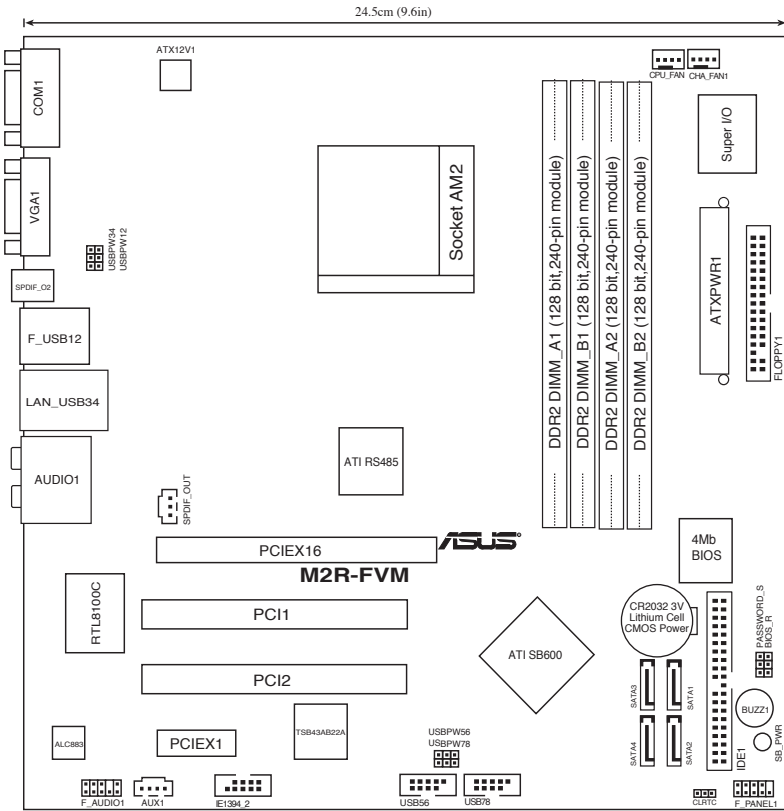 24.5cm (9.6in)
ATX12V1
CPU_FAN
CHA_FAN1
COM1
Super I/O
Socket AM2
DDR2 DIMM_A1 (128 bit,240-pin module)
DDR2 DIMM_B1 (128 bit,240-pin module)
DDR2 DIMM_A2 (128 bit,240-pin module)
DDR2 DIMM_B2 (128 bit,240-pin module)
VGA1
USBPW34
USBPW12
ATXPWR1
FLOPPY1
SPDIF_O2
F_USB12
LAN_USB34
AUDIO1
ATI RS485
SPDIF_OUT
PCIEX16
ASUS
M2R-FVM
4Mb
BIOS
RTL8100C
PCI1
CR2032 3V
Lithium Cell
CMOS Power
PASSWORD_S
BIOS_R
ATI SB600
PCI2
SATA3
SATA1
BUZZ1
TSB43AB22A
ALC883
PCIEX1
USBPW56
USBPW78
SATA4
SATA2
IDE1
SB_PWR
F_AUDIO1
AUX1
IE1394_2
USB56
USB78
CLRTC
F_PANEL1